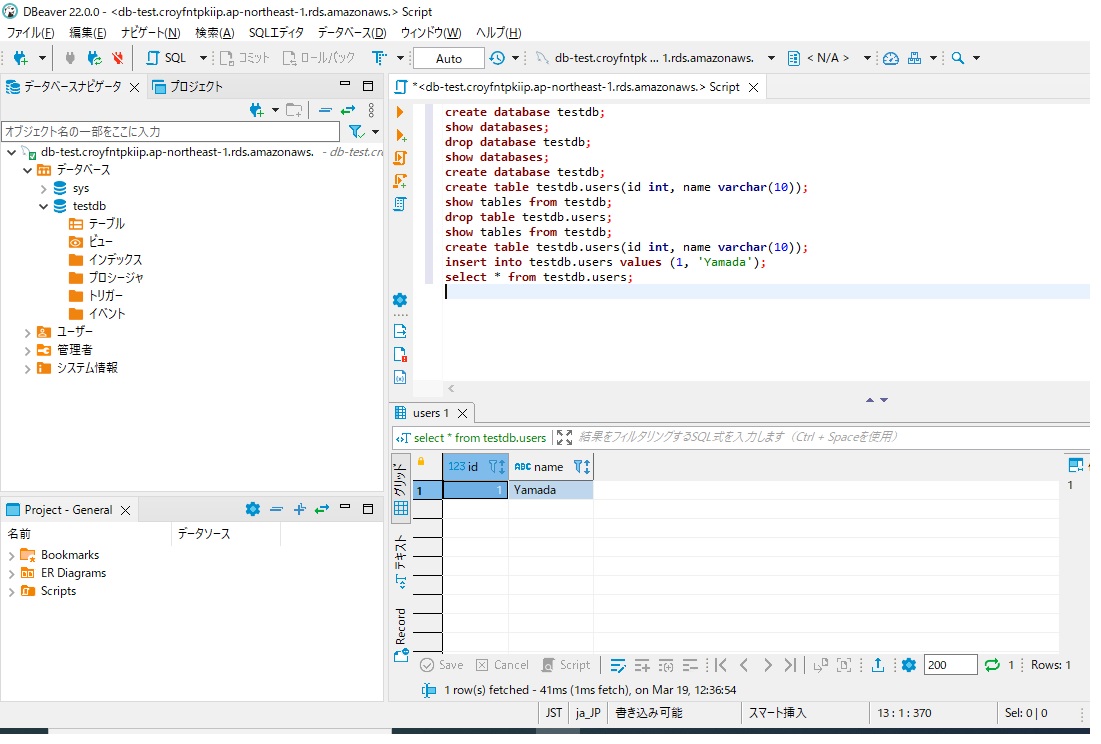 DBeaver 22.0.0 - <db-test.croyfntpkiip.ap-northeast-1.rds.amazonaws.> Script
ファイル(F) 編集(E) ナビゲート(N) 検索(A) SQLエディタ データベース(D) ウィンドウ(W) ヘルプ(H)
SQL コミット ロールバック Auto db-test.croyfntpk ... 1.rds.amazonaws. < N/A >
データベースナビゲータ プロジェクト
オブジェクト名の一部をここに入力
db-test.croyfntpkiip.ap-northeast-1.rds.amazonaws. - db-test.cr
データベース
sys
testdb
テーブル
ビュー
インデックス
プロシージャ
トリガー
イベント
ユーザー
管理者
システム情報
Project - General
名前 データソース
Bookmarks
ER Diagrams
Scripts
*<db-test.croyfntpkiip.ap-northeast-1.rds.amazonaws.> Script
create database testdb;
show databases;
drop database testdb;
show databases;
create database testdb;
create table testdb.users(id int, name varchar(10));
show tables from testdb;
drop table testdb.users;
show tables from testdb;
create table testdb.users(id int, name varchar(10));
insert into testdb.users values (1, 'Yamada');
select * from testdb.users;
users 1
select * from testdb.users 結果をフィルタリングするSQL式を入力します（Ctrl + Spaceを使用）
グリッド
テキスト
Record
123 id ABC name
1 1 Yamada
1
Save Cancel Script 200 1 Rows: 1
1 row(s) fetched - 41ms (1ms fetch), on Mar 19, 12:36:54
JST ja_JP 書き込み可能 スマート挿入 13 : 1 : 370 Sel: 0 | 0